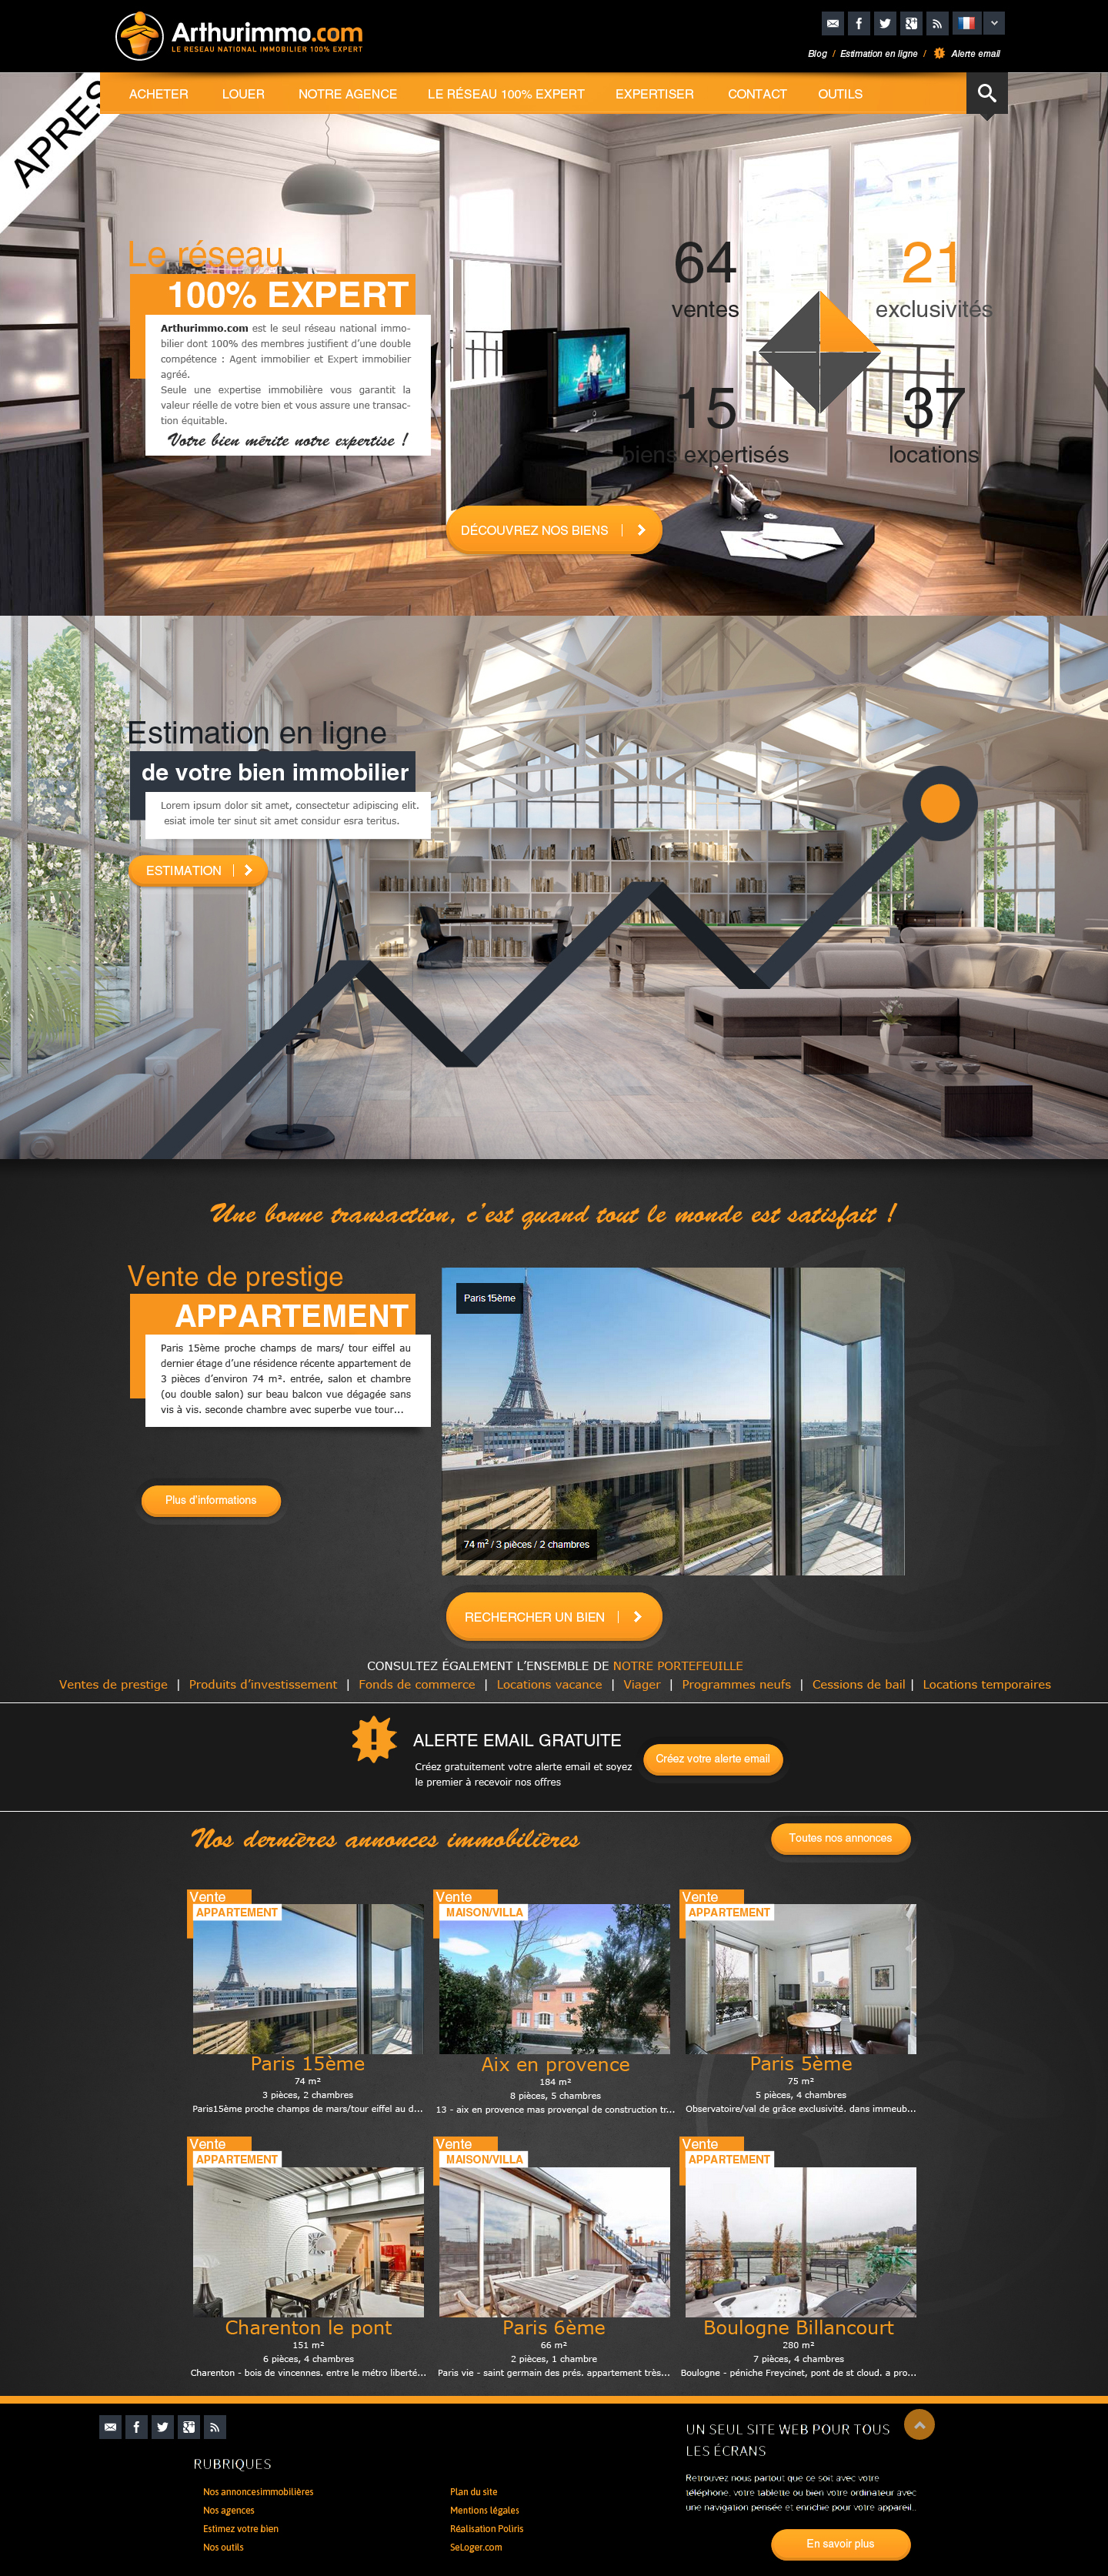 Arthurimmo.com
LE RESEAU NATIONAL IMMOBILIER 100% EXPERT
Blog / Estimation en ligne / Alerte email
ACHETER LOUER NOTRE AGENCE LE RÉSEAU 100% EXPERT EXPERTISER CONTACT OUTILS
APRES
Le réseau
100% EXPERT
Arthurimmo.com est le seul réseau national immo-
bilier dont 100% des membres justifient d'une double
compétence : Agent immobilier et Expert immobilier
agréé.
Seule une expertise immobilière vous garantit la
valeur réelle de votre bien et vous assure une transac-
tion équitable.
Votre bien mérite notre expertise !
64
ventes
21
exclusivités
15
biens expertisés
37
locations
DÉCOUVREZ NOS BIENS
Estimation en ligne
de votre bien immobilier
Lorem ipsum dolor sit amet, consectetur adipiscing elit.
esiat imole ter sinut sit amet considur esra teritus.
ESTIMATION
Une bonne transaction, c'est quand tout le monde est satisfait !
Vente de prestige
APPARTEMENT
Paris 15ème proche champs de mars/ tour eiffel au
dernier étage d'une résidence récente appartement de
3 pièces d'environ 74 m². entrée, salon et chambre
(ou double salon) sur beau balcon vue dégagée sans
vis à vis. seconde chambre avec superbe vue tour...
Plus d'informations
Paris 15ème
74 m² / 3 pièces / 2 chambres
RECHERCHER UN BIEN
CONSULTEZ ÉGALEMENT L'ENSEMBLE DE NOTRE PORTEFEUILLE
Ventes de prestige | Produits d'investissement | Fonds de commerce | Locations vacance | Viager | Programmes neufs | Cessions de bail | Locations temporaires
ALERTE EMAIL GRATUITE
Créez gratuitement votre alerte email et soyez
le premier à recevoir nos offres
Créez votre alerte email
Nos dernières annonces immobilières
Toutes nos annonces
Vente
APPARTEMENT
Paris 15ème
74 m²
3 pièces, 2 chambres
Paris15ème proche champs de mars/tour eiffel au d...
Vente
MAISON/VILLA
Aix en provence
184 m²
8 pièces, 5 chambres
13 - aix en provence mas provençal de construction tr...
Vente
APPARTEMENT
Paris 5ème
75 m²
5 pièces, 4 chambres
Observatoire/val de grâce exclusivité. dans immeub...
Vente
APPARTEMENT
Charenton le pont
151 m²
6 pièces, 4 chambres
Charenton - bois de vincennes. entre le métro liberté...
Vente
MAISON/VILLA
Paris 6ème
66 m²
2 pièces, 1 chambre
Paris vie - saint germain des prés. appartement très...
Vente
APPARTEMENT
Boulogne Billancourt
280 m²
7 pièces, 4 chambres
Boulogne - péniche Freycinet, pont de st cloud. a pro...
RUBRIQUES
Nos annoncesimmobilières
Nos agences
Estimez votre bien
Nos outils
Plan du site
Mentions légales
Réalisation Poliris
SeLoger.com
UN SEUL SITE WEB POUR TOUS
LES ÉCRANS
Retrouvez nous partout que ce soit avec votre
téléphone, votre tablette ou bien votre ordinateur avec
une navigation pensée et enrichie pour votre appareil..
En savoir plus